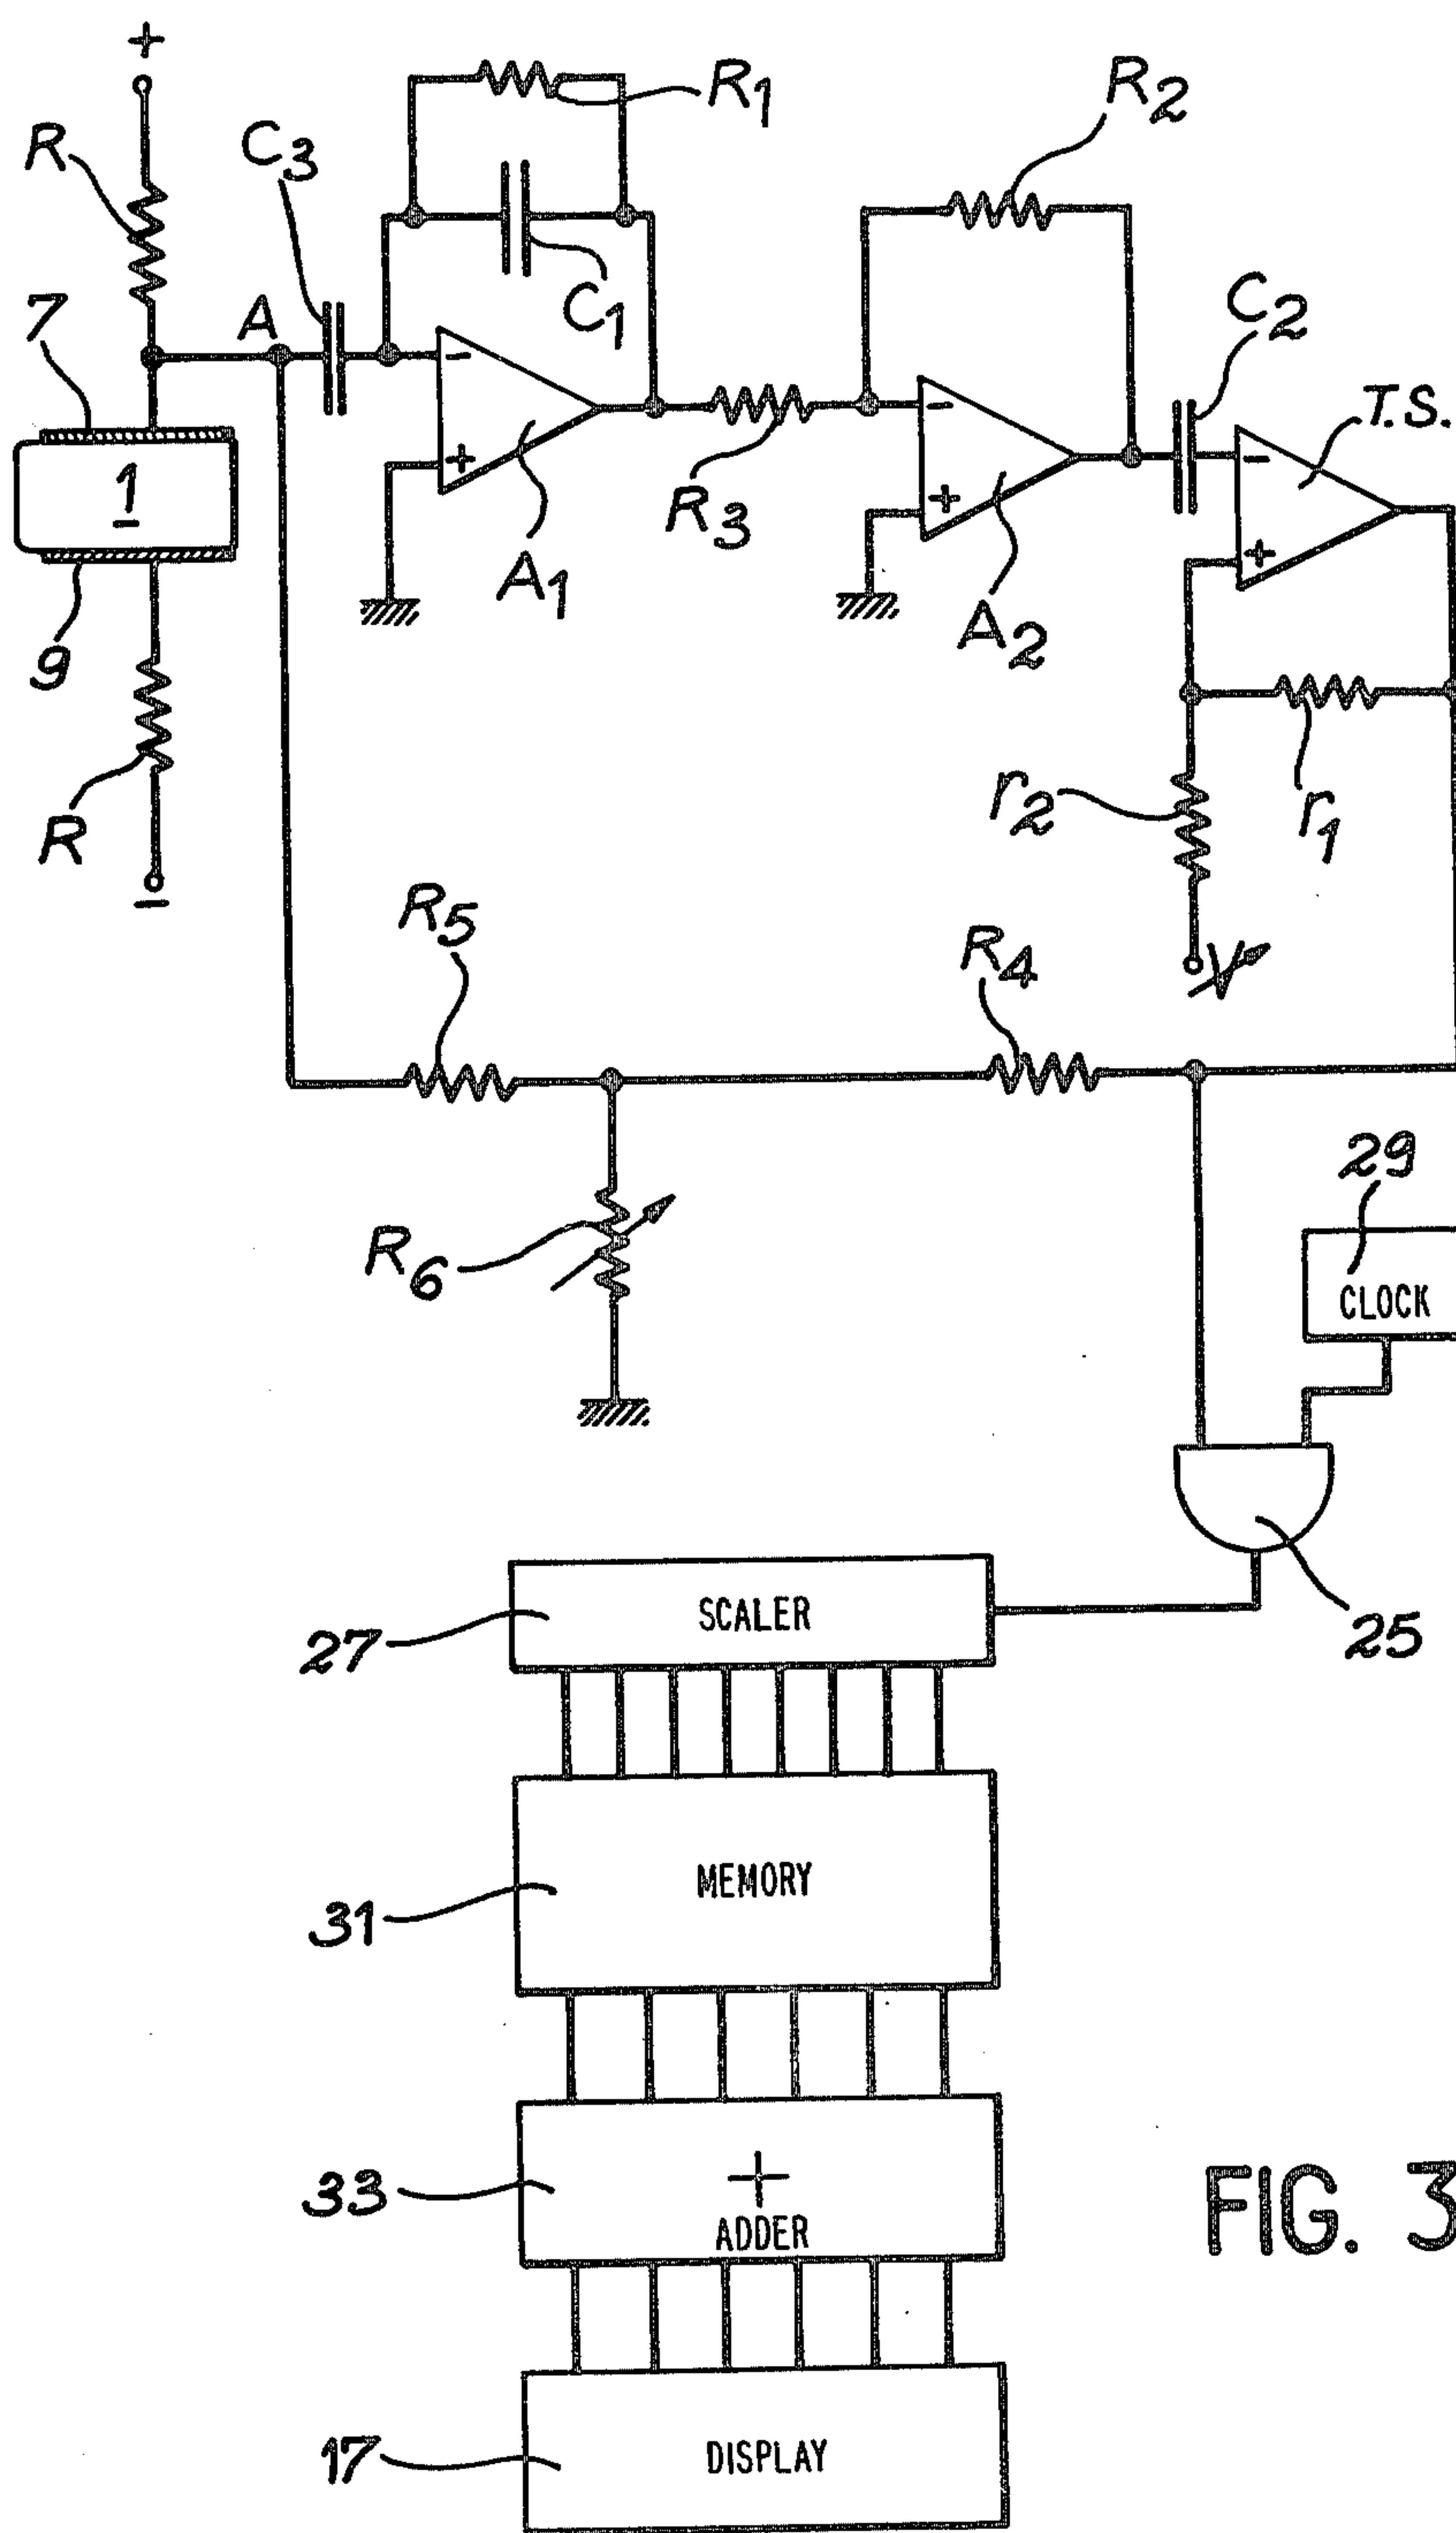 +
R
C3
R1
R2
7
A
C1
C2
T.S.
1
-
+
A1
R3
-
+
A2
-
+
9
R
r2
r1
V
R5
R4
R6
29
CLOCK
25
27
SCALER
31
MEMORY
33
+
ADDER
17
DISPLAY
FIG. 3